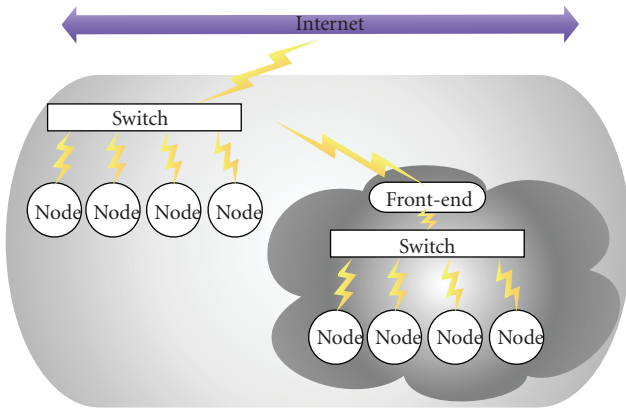 Internet
Switch
Node Node Node Node
Front-end
Switch
Node Node Node Node